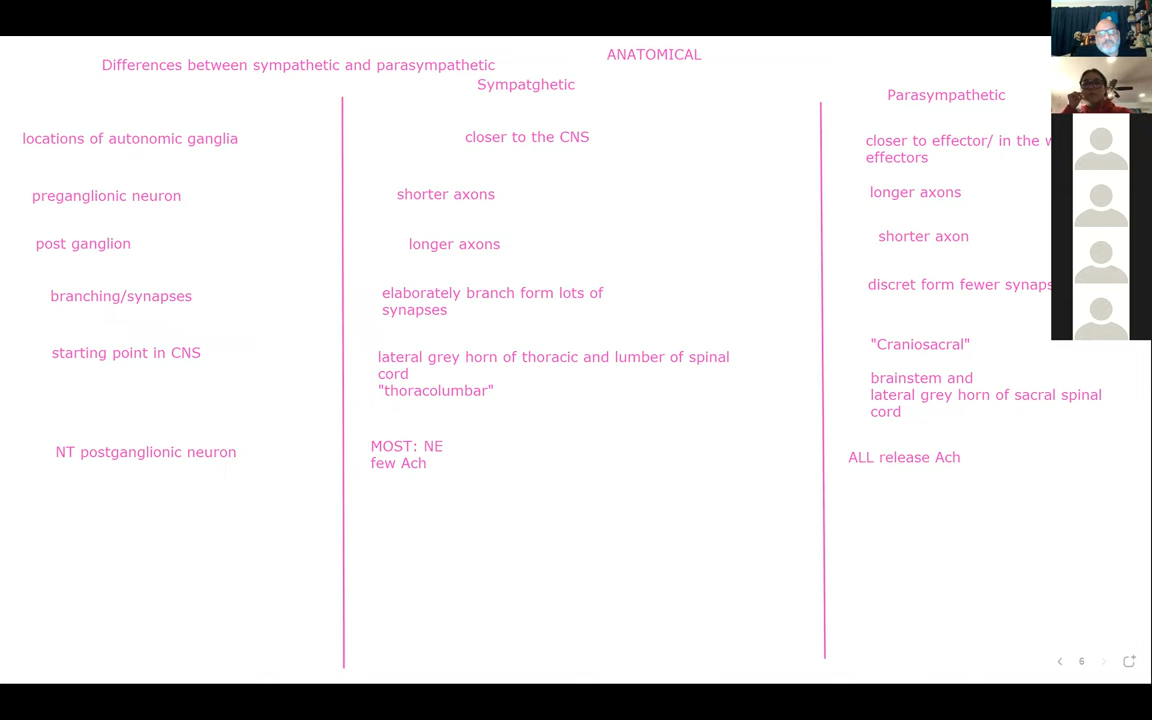 ANATOMICAL
Differences between sympathetic and parasympathetic
Sympatghetic
Parasympathetic
locations of autonomic ganglia
closer to the CNS
closer to effector/ in the
effectors
preganglionic neuron
shorter axons
longer axons
post ganglion
longer axons
shorter axon
branching/synapses
elaborately branch form lots of
synapses
discret form fewer
starting point in CNS
lateral grey horn of thoracic and lumber of spinal
cord
"thoracolumbar"
"Craniosacral"
brainstem and
lateral grey horn of sacral spinal
cord
NT postganglionic neuron
MOST: NE
few Ach
ALL release Ach
6